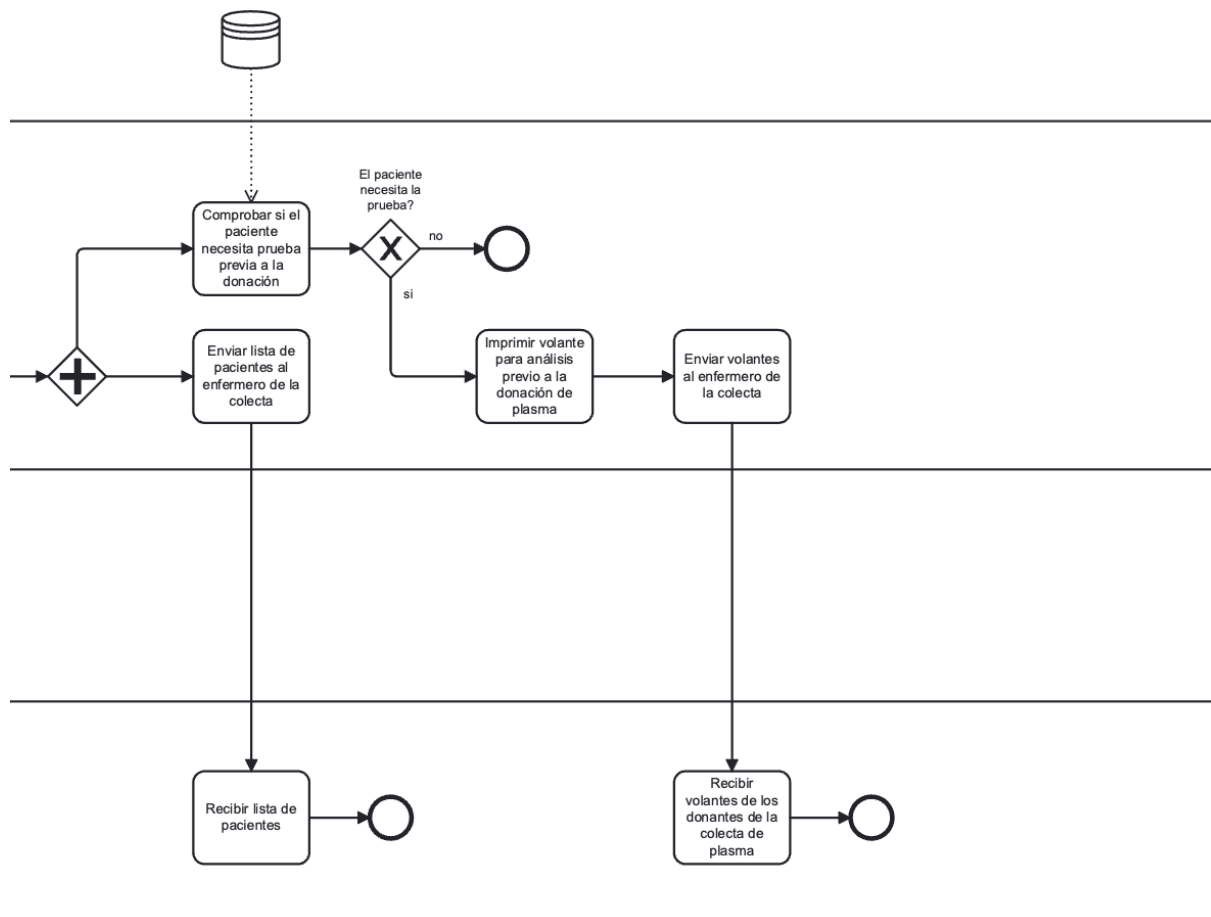 El paciente
necesita la
prueba?
Comprobar si el
paciente
necesita prueba
previa a la
donación
no
si
Enviar lista de
pacientes al
enfermero de la
colecta
Imprimir volante
para análisis
previo a la
donación de
plasma
Enviar volantes
al enfermero de
la colecta
Recibir lista de
pacientes
Recibir
volantes de los
donantes de la
colecta de
plasma